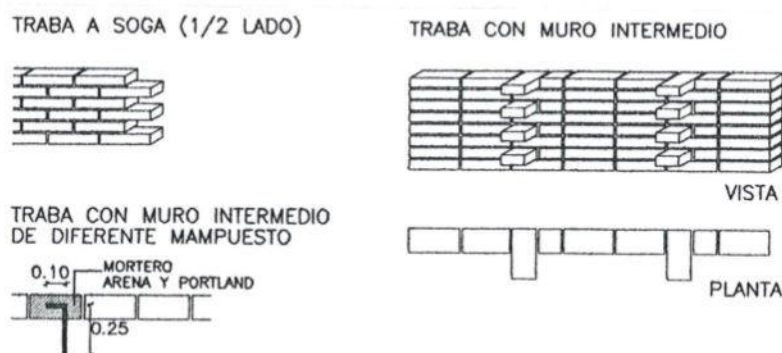 TRABA A SOGA (1/2 LADO)
TRABA CON MURO INTERMEDIO
VISTA
PLANTA
TRABA CON MURO INTERMEDIO
DE DIFERENTE MAMPUESTO
0.10
MORTERO
ARENA Y PORTLAND
0.25